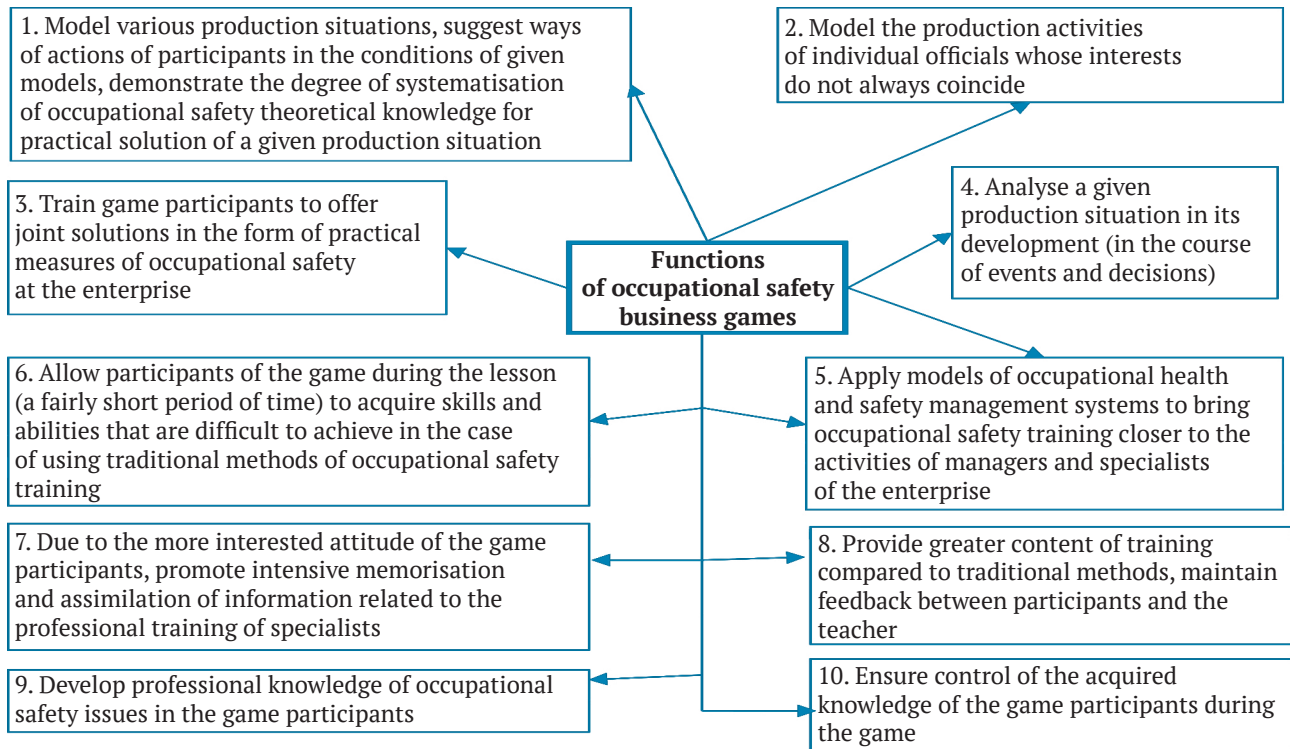 1. Model various production situations, suggest ways
of actions of participants in the conditions of given
models, demonstrate the degree of systematisation
of occupational safety theoretical knowledge for
practical solution of a given production situation
2. Model the production activities
of individual officials whose interests
do not always coincide
3. Train game participants to offer
joint solutions in the form of practical
measures of occupational safety
at the enterprise
4. Analyse a given
production situation in its
development (in the course
of events and decisions)
Functions
of occupational safety
business games
6. Allow participants of the game during the lesson
(a fairly short period of time) to acquire skills and
abilities that are difficult to achieve in the case
of using traditional methods of occupational safety
training
5. Apply models of occupational health
and safety management systems to bring
occupational safety training closer to the
activities of managers and specialists
of the enterprise
7. Due to the more interested attitude of the game
participants, promote intensive memorisation
and assimilation of information related to the
professional training of specialists
8. Provide greater content of training
compared to traditional methods, maintain
feedback between participants and the
teacher
9. Develop professional knowledge of occupational
safety issues in the game participants
10. Ensure control of the acquired
knowledge of the game participants during
the game